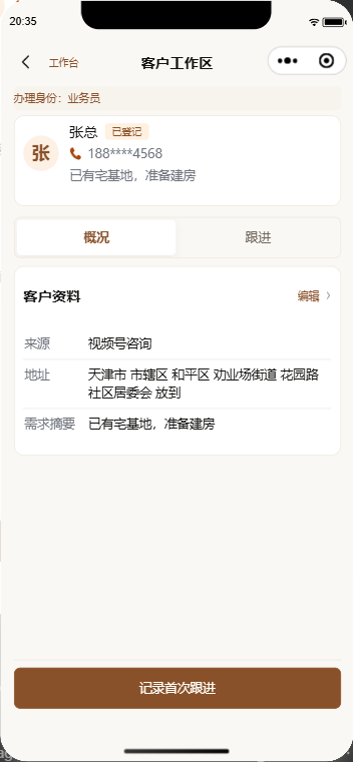 20:35
工作台
客户工作区
办理身份：业务员
张
张总 已登记
188****4568
已有宅基地，准备建房
概况 跟进
客户资料 编辑
来源 视频号咨询
地址 天津市 市辖区 和平区 劝业场街道 花园路
社区居委会 放到
需求摘要 已有宅基地，准备建房
记录首次跟进